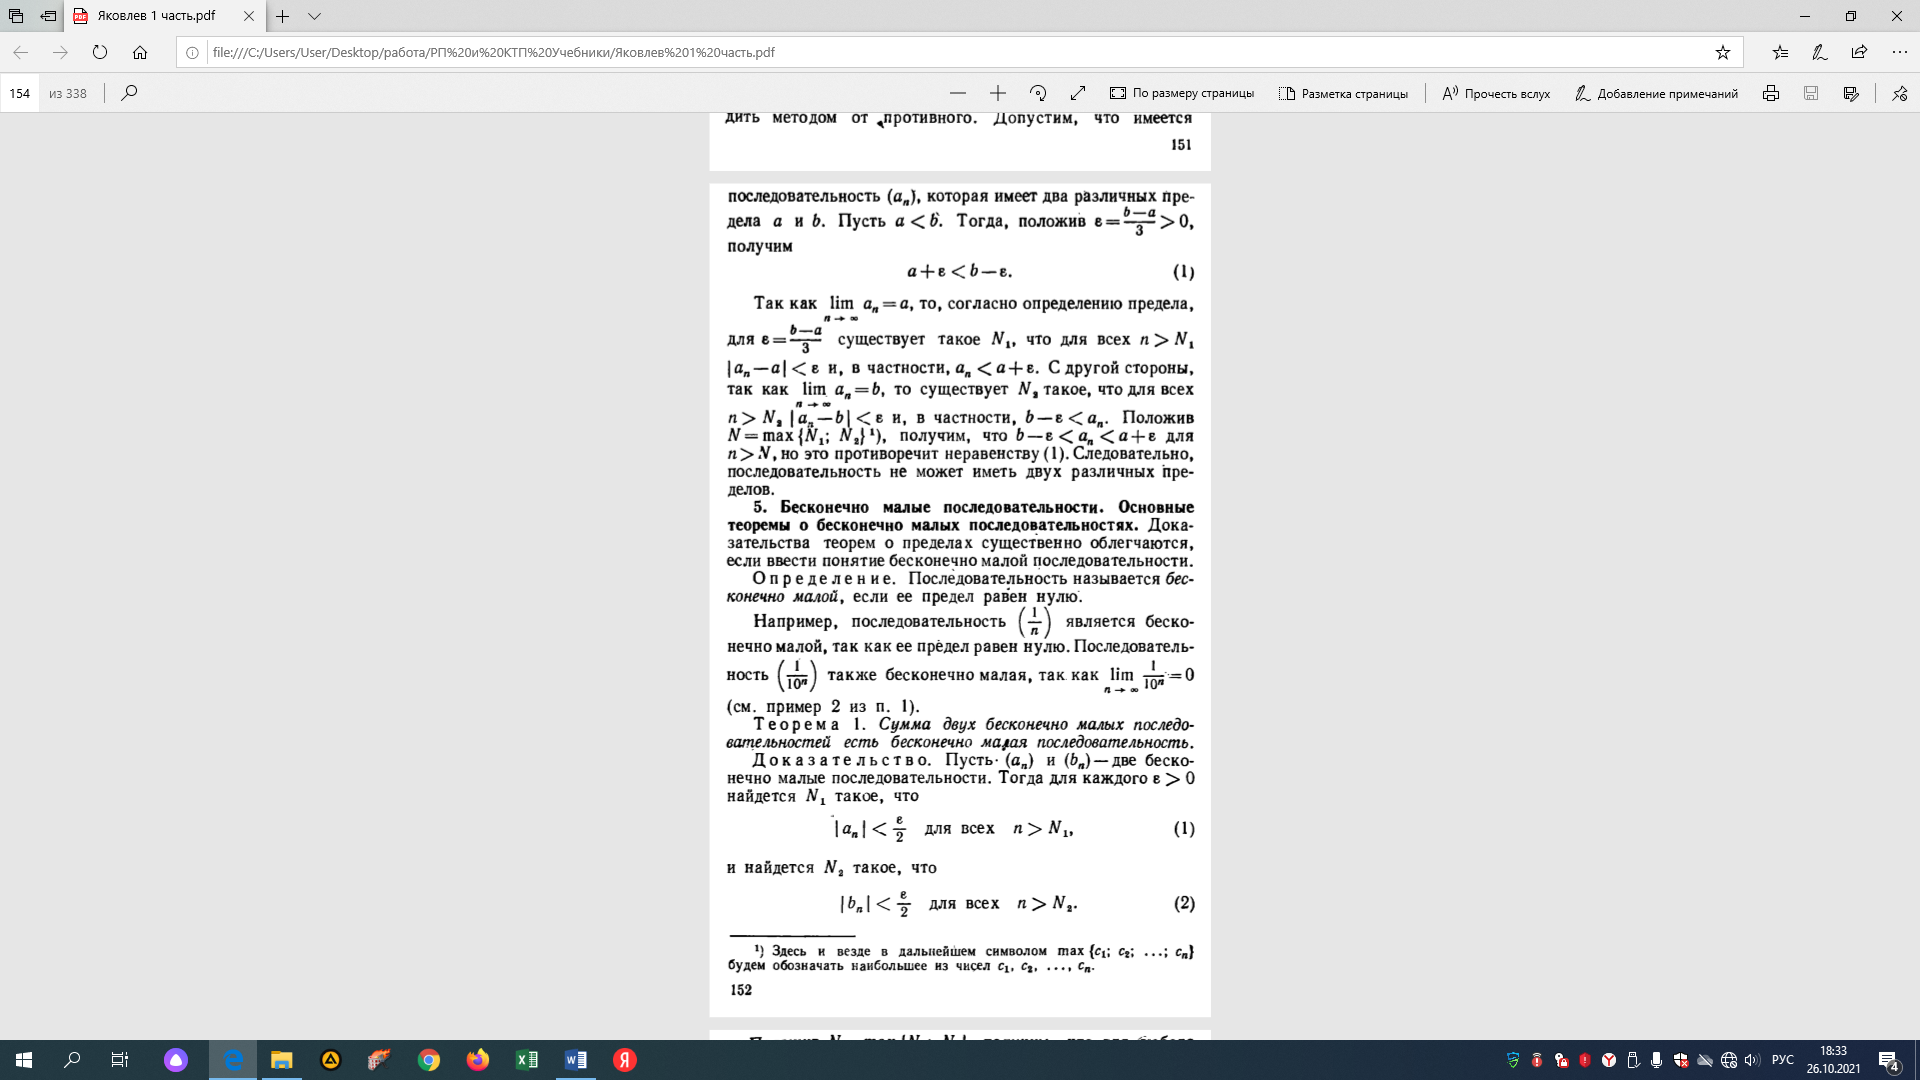 Яковлев 1 часть.pdf
file:///C:/Users/User/Desktop/работа/РП%20и%20КТП%20Учебники/Яковлев%201%20часть.pdf
154 из 338
По размеру страницы
Разметка страницы
Прочесть вслух
Добавление примечаний
дить методом от противного. Допустим, что имеется
151
последовательность (aₙ), которая имеет два различных пре-
дела a и b. Пусть a < b. Тогда, положив ε = (b−a)/3 > 0,
получим
a + ε < b − ε. (1)
Так как lim aₙ = a, то, согласно определению предела,
n → ∞
для ε = (b−a)/3 существует такое N₁, что для всех n > N₁
|aₙ − a| < ε и, в частности, aₙ < a + ε. С другой стороны,
так как lim aₙ = b, то существует N₂ такое, что для всех
n → ∞
n > N₂ |aₙ − b| < ε и, в частности, b − ε < aₙ. Положив
N = max {N₁; N₂} ¹), получим, что b − ε < aₙ < a + ε для
n > N, но это противоречит неравенству (1). Следовательно,
последовательность не может иметь двух различных пре-
делов.
5. Бесконечно малые последовательности. Основные
теоремы о бесконечно малых последовательностях. Дока-
зательства теорем о пределах существенно облегчаются,
если ввести понятие бесконечно малой последовательности.
Определение. Последовательность называется бес-
конечно малой, если ее предел равен нулю.
Например, последовательность (1/n) является беско-
нечно малой, так как ее предел равен нулю. Последователь-
ность (1/10ⁿ) также бесконечно малая, так как lim 1/10ⁿ = 0
n → ∞
(см. пример 2 из п. 1).
Теорема 1. Сумма двух бесконечно малых последо-
вательностей есть бесконечно малая последовательность.
Доказательство. Пусть (aₙ) и (bₙ) — две беско-
нечно малые последовательности. Тогда для каждого ε > 0
найдется N₁ такое, что
|aₙ| < ε/2 для всех n > N₁, (1)
и найдется N₂ такое, что
|bₙ| < ε/2 для всех n > N₂. (2)
¹) Здесь и везде в дальнейшем символом max {c₁; c₂; ...; cₙ}
будем обозначать наибольшее из чисел c₁, c₂, ..., cₙ.
152
РУС
18:33
26.10.2021
4